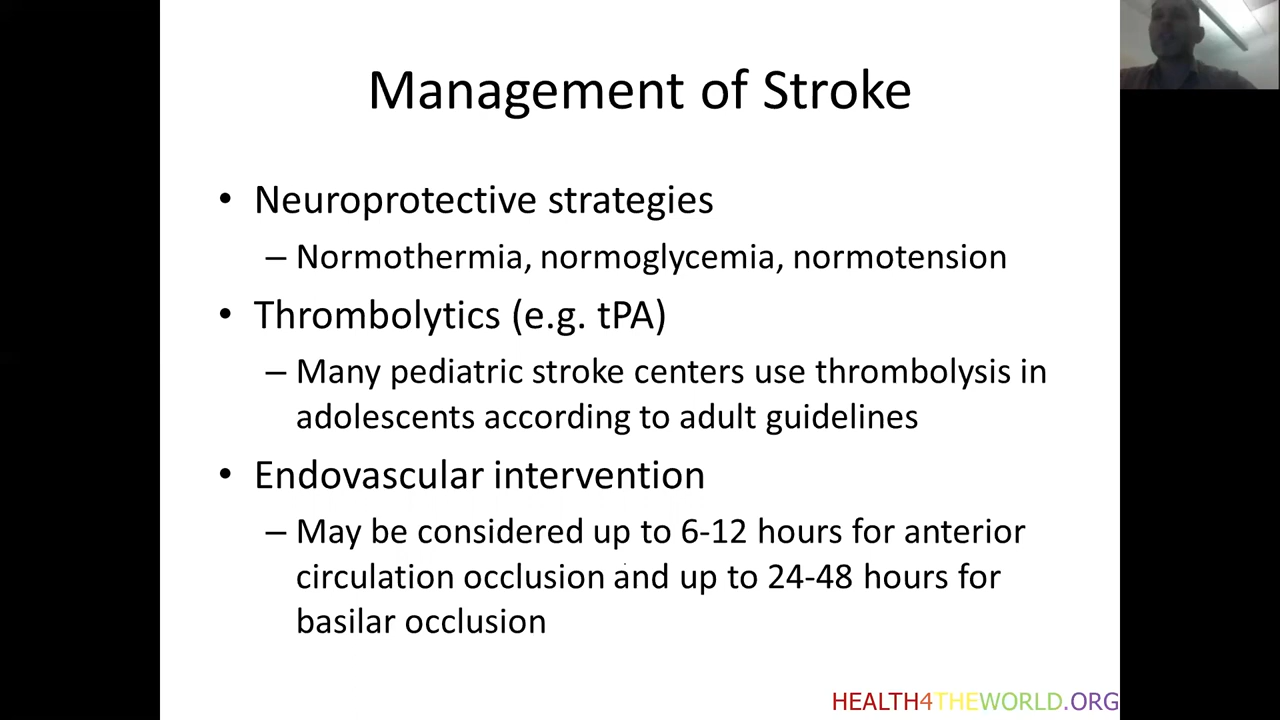 Management of Stroke
• Neuroprotective strategies
– Normothermia, normoglycemia, normotension
• Thrombolytics (e.g. tPA)
– Many pediatric stroke centers use thrombolysis in
adolescents according to adult guidelines
• Endovascular intervention
– May be considered up to 6-12 hours for anterior
circulation occlusion and up to 24-48 hours for
basilar occlusion
HEALTH4THEWORLD.ORG